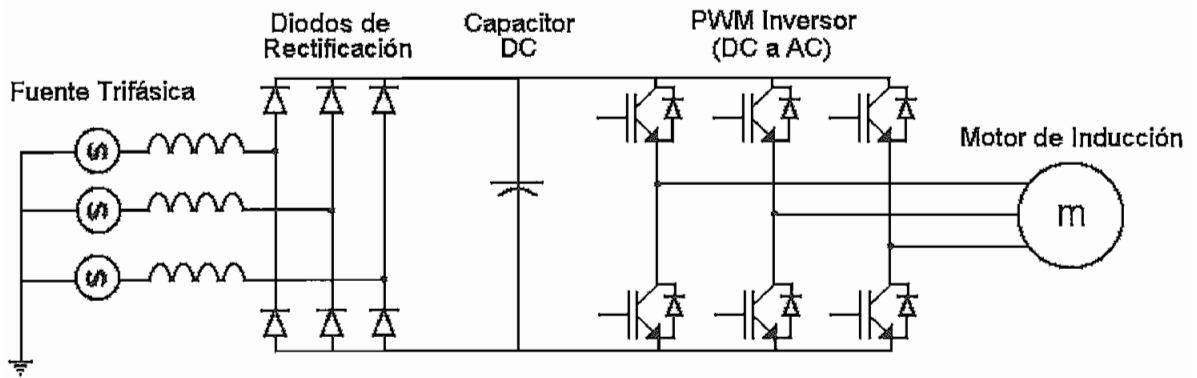 Diodos de
Rectificación
Capacitor
DC
PWM Inversor
(DC a AC)
Fuente Trifásica
Motor de Inducción
S
S
S
m